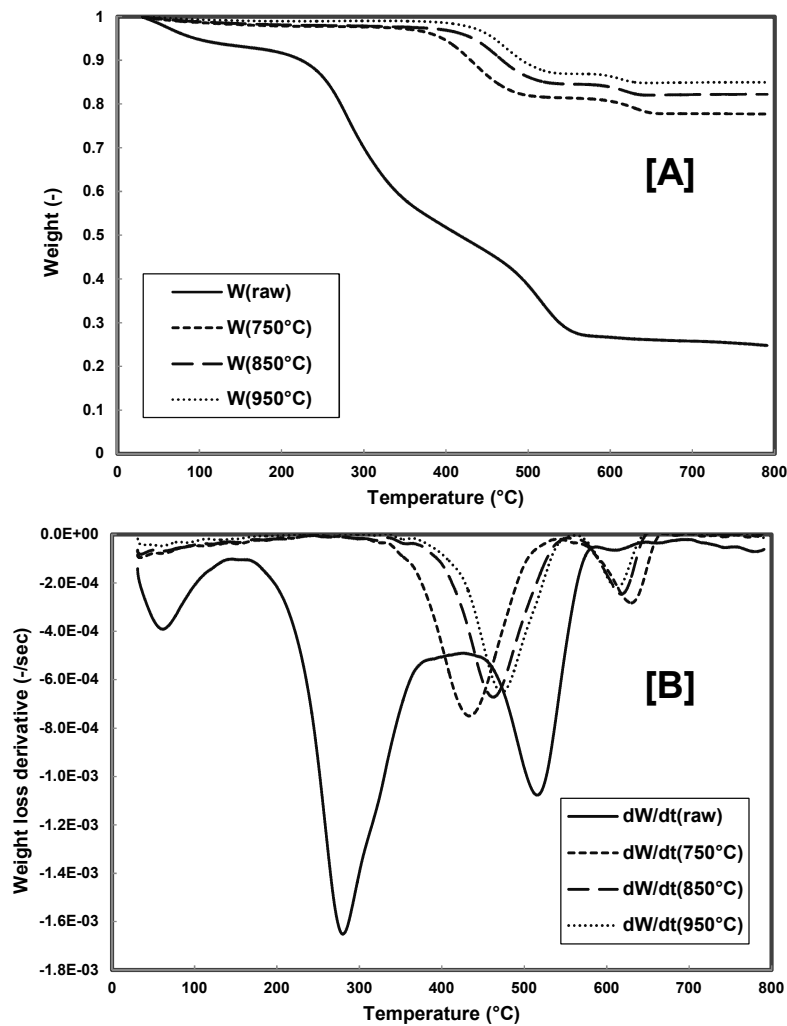 1
0.9
0.8
0.7
0.6
0.5
0.4
0.3
0.2
0.1
0
Weight (-)
[A]
W(raw)
W(750°C)
W(850°C)
W(950°C)
0 100 200 300 400 500 600 700 800
Temperature (°C)
0.0E+00
-2.0E-04
-4.0E-04
-6.0E-04
-8.0E-04
-1.0E-03
-1.2E-03
-1.4E-03
-1.6E-03
-1.8E-03
Weight loss derivative (-/sec)
[B]
dW/dt(raw)
dW/dt(750°C)
dW/dt(850°C)
dW/dt(950°C)
0 100 200 300 400 500 600 700 800
Temperature (°C)